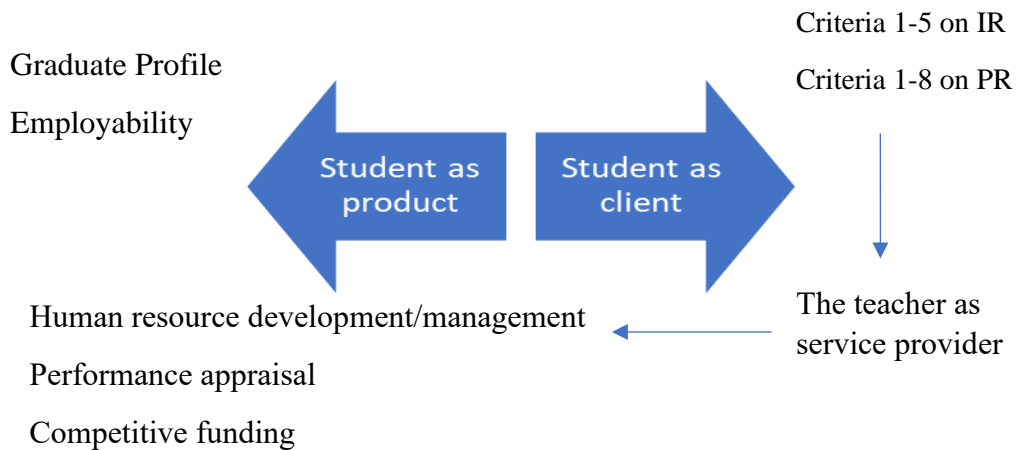 Criteria 1-5 on IR
Graduate Profile
Criteria 1-8 on PR
Employability
Student as
product
Student as
client
Human resource development/management
The teacher as
service provider
Performance appraisal
Competitive funding